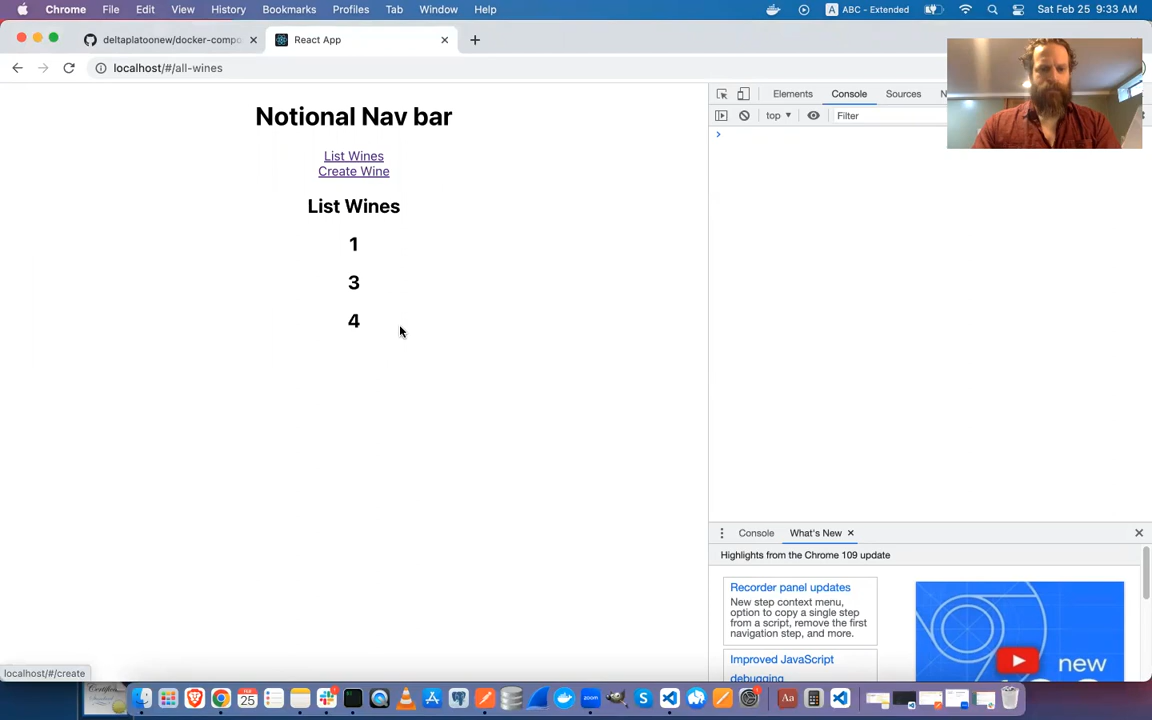 Chrome File Edit View History Bookmarks Profiles Tab Window Help
A ABC - Extended Sat Feb 25 9:33 AM
deltaplatoonew/docker-compo
React App
localhost/#/all-wines
Elements Console Sources N
top Filter
Notional Nav bar
List Wines
Create Wine
List Wines
1
3
4
Console What's New
Highlights from the Chrome 109 update
Recorder panel updates
New step context menu,
option to copy a single step
from a script, remove the first
navigation step, and more.
Improved JavaScript
debugging
new
localhost/#/create